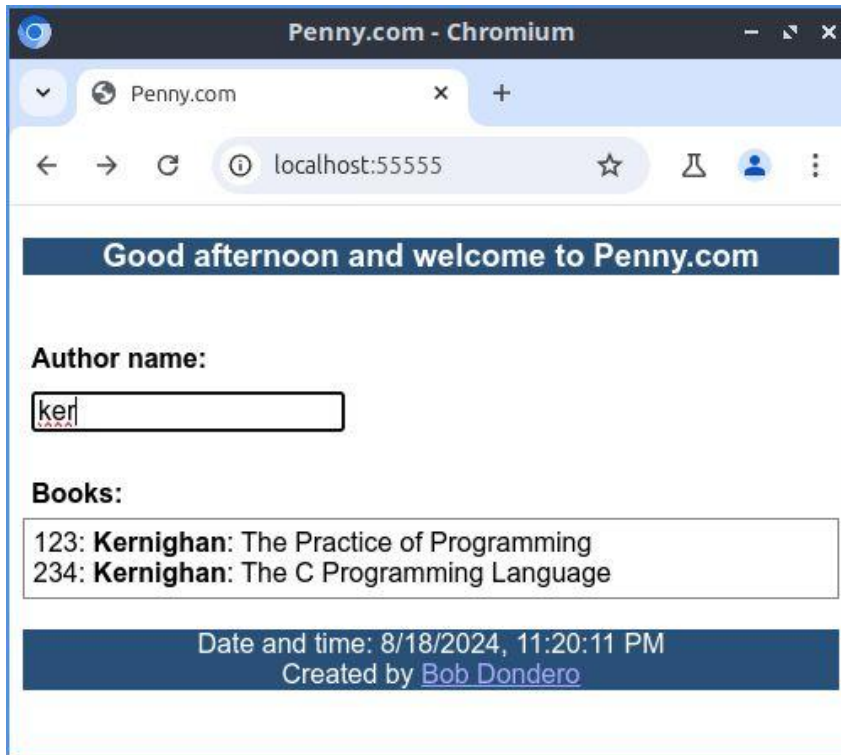 Penny.com - Chromium
Penny.com
localhost:55555
Good afternoon and welcome to Penny.com
Author name:
ker
Books:
123: Kernighan: The Practice of Programming
234: Kernighan: The C Programming Language
Date and time: 8/18/2024, 11:20:11 PM
Created by Bob Dondero